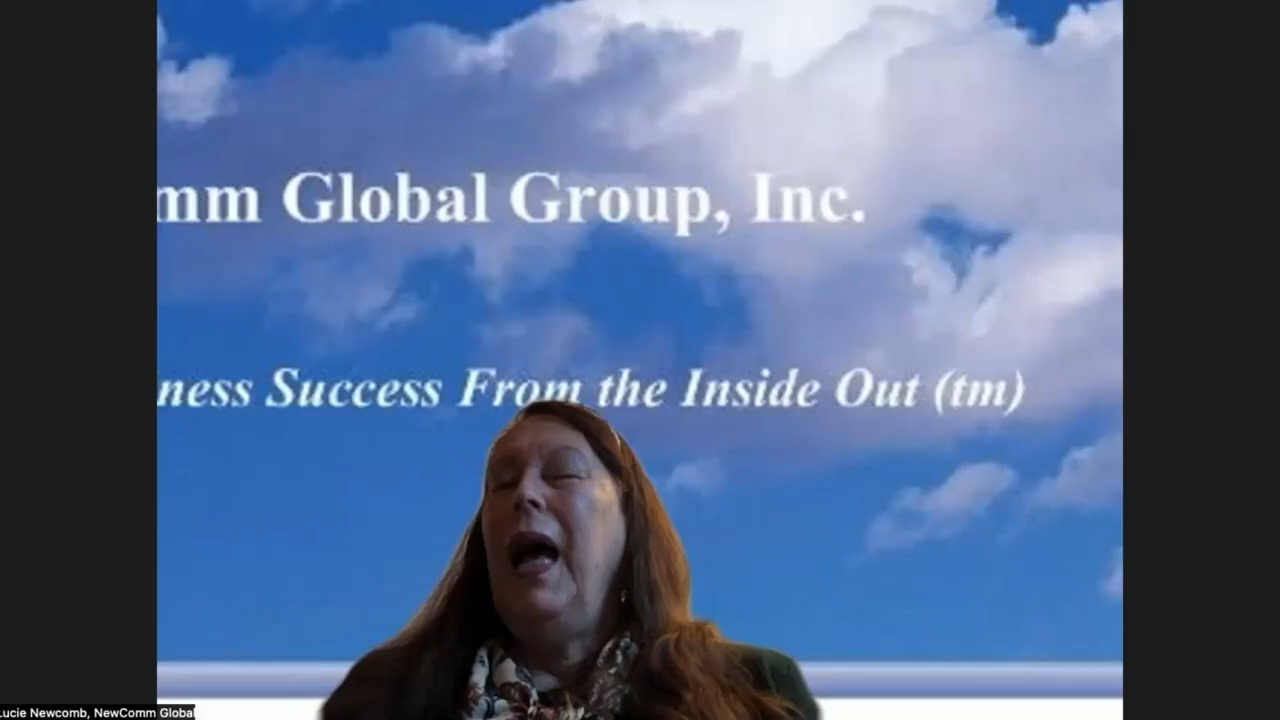 mm Global Group, Inc.
ness Success From the Inside Out (tm)
Lucie Newcomb, NewComm Global